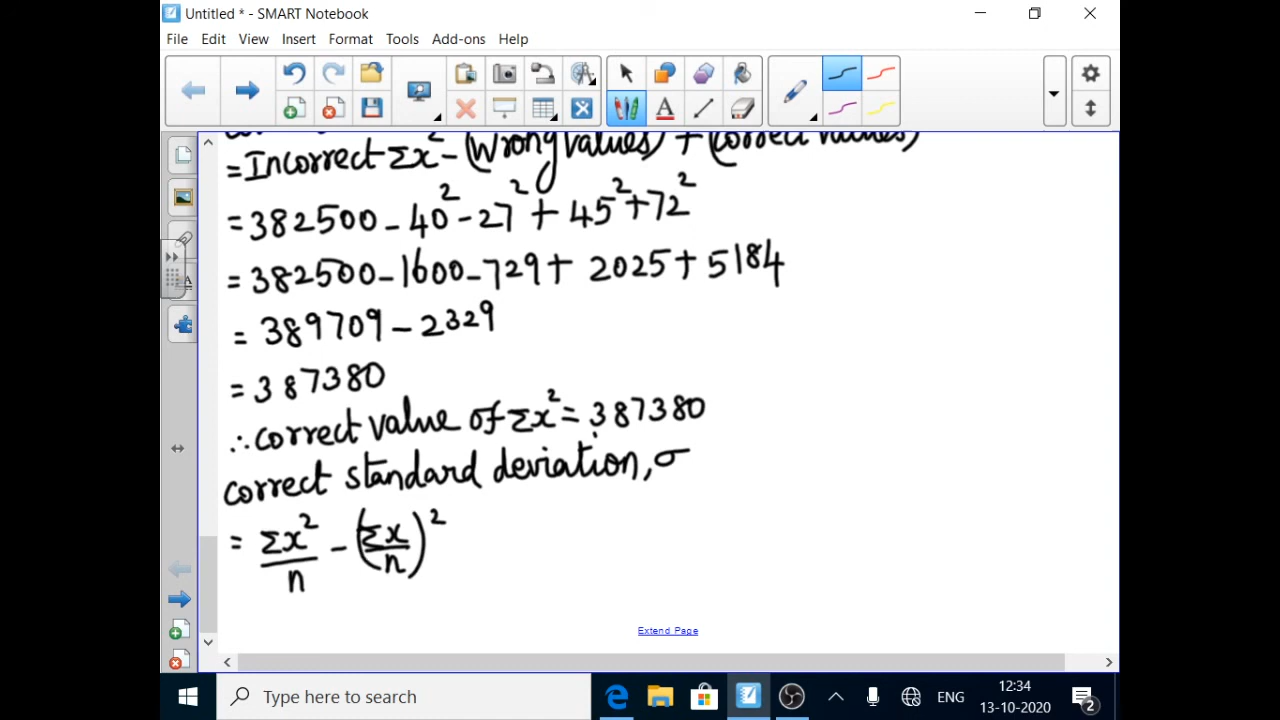 Untitled * - SMART Notebook
File Edit View Insert Format Tools Add-ons Help
= Incorrect Σx² - (wrong values) + (correct values)
= 382500 - 40² - 27² + 45² + 72²
= 382500 - 1600 - 729 + 2025 + 5184
= 389709 - 2329
= 387380
∴ correct value of Σx² = 387380
correct standard deviation, σ
= Σx²/n - (Σx/n)²
Extend Page
Type here to search
ENG
12:34
13-10-2020
2